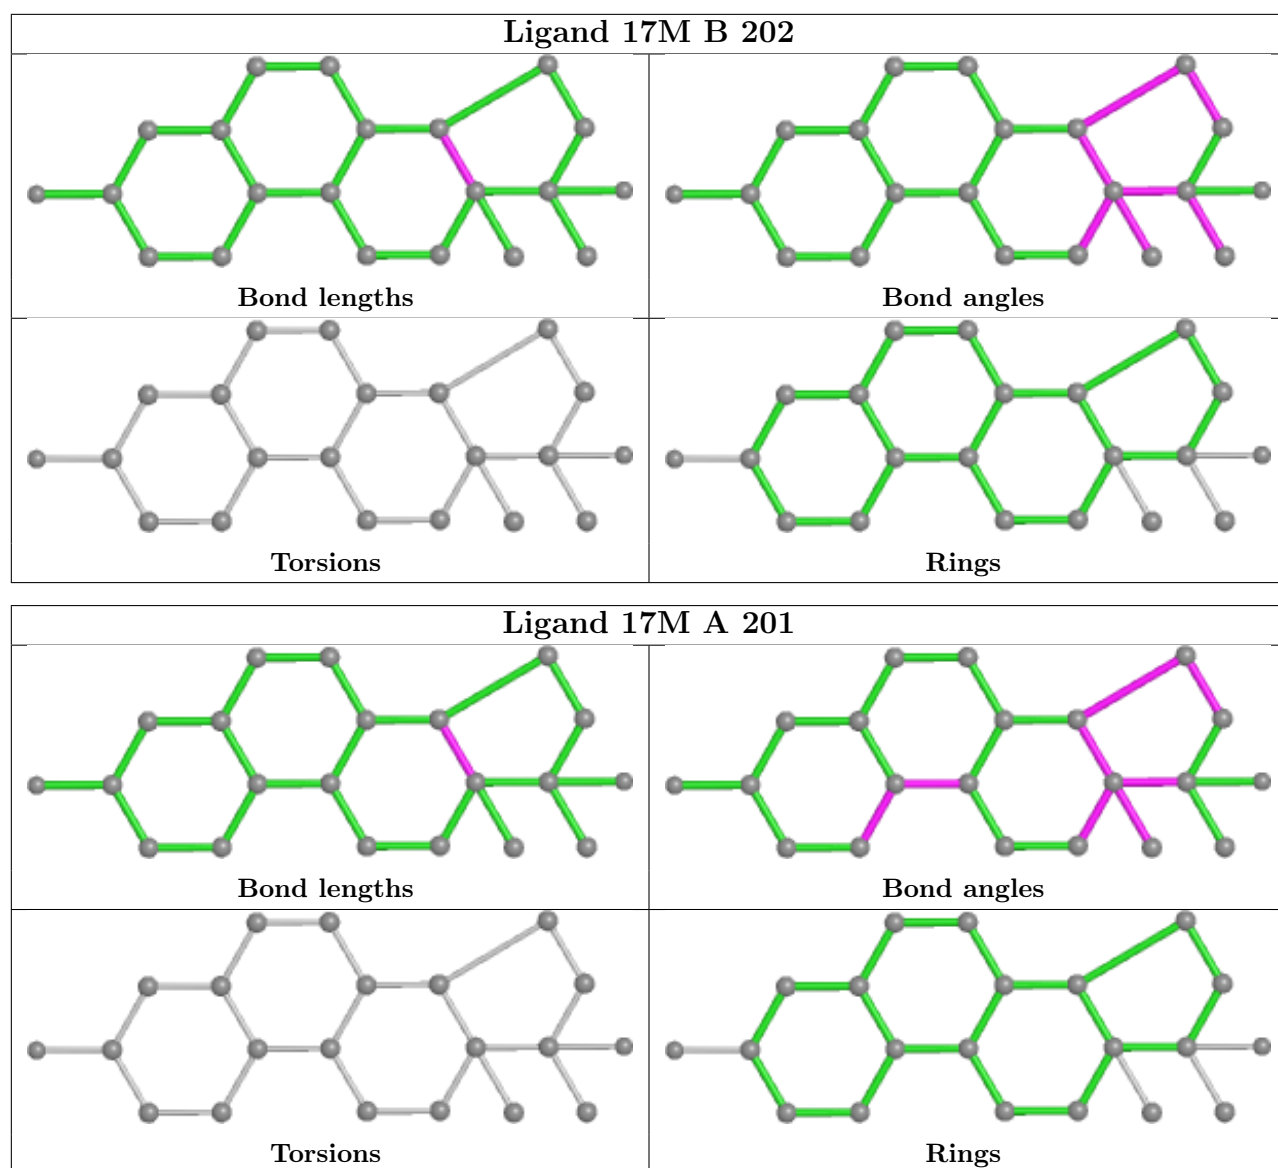 Ligand 17M B 202
Bond lengths
Bond angles
Torsions
Rings
Ligand 17M A 201
Bond lengths
Bond angles
Torsions
Rings